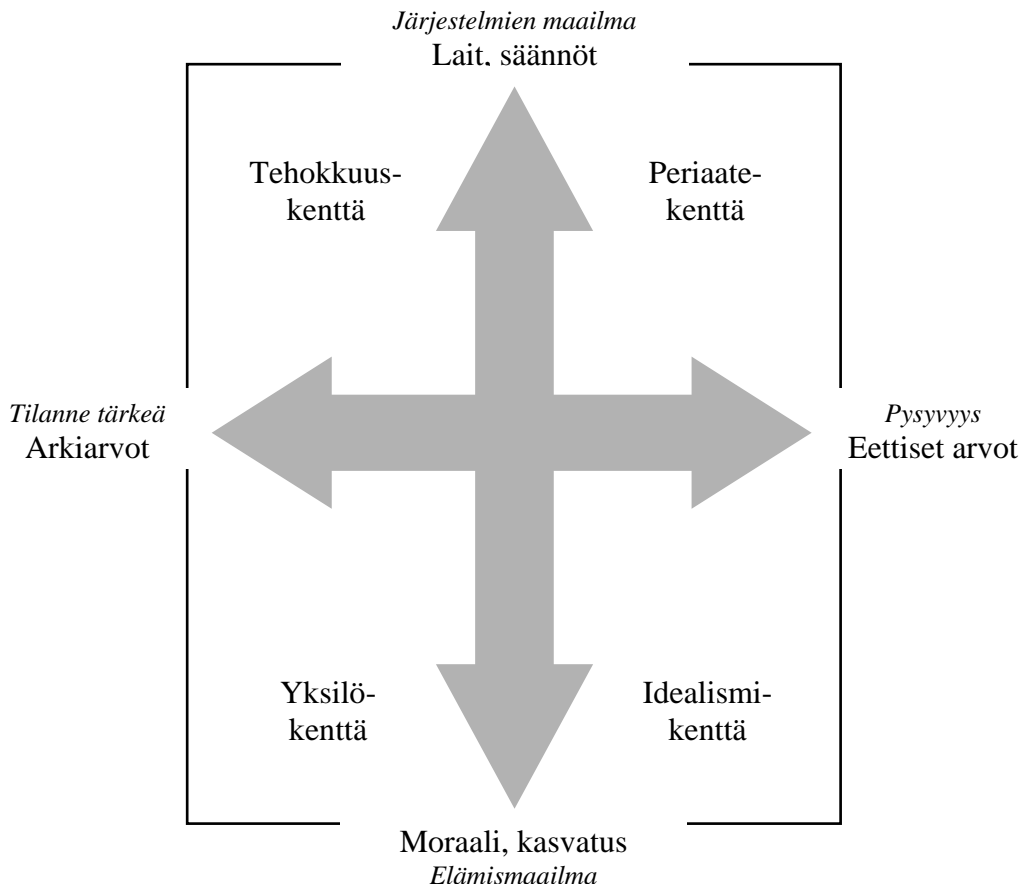 Järjestelmien maailma
Lait, säännöt
Tehokkuus-
kenttä
Periaate-
kenttä
Tilanne tärkeä
Arkiarvot
Pysyvyys
Eettiset arvot
Yksilö-
kenttä
Idealismi-
kenttä
Moraali, kasvatus
Elämismaailma